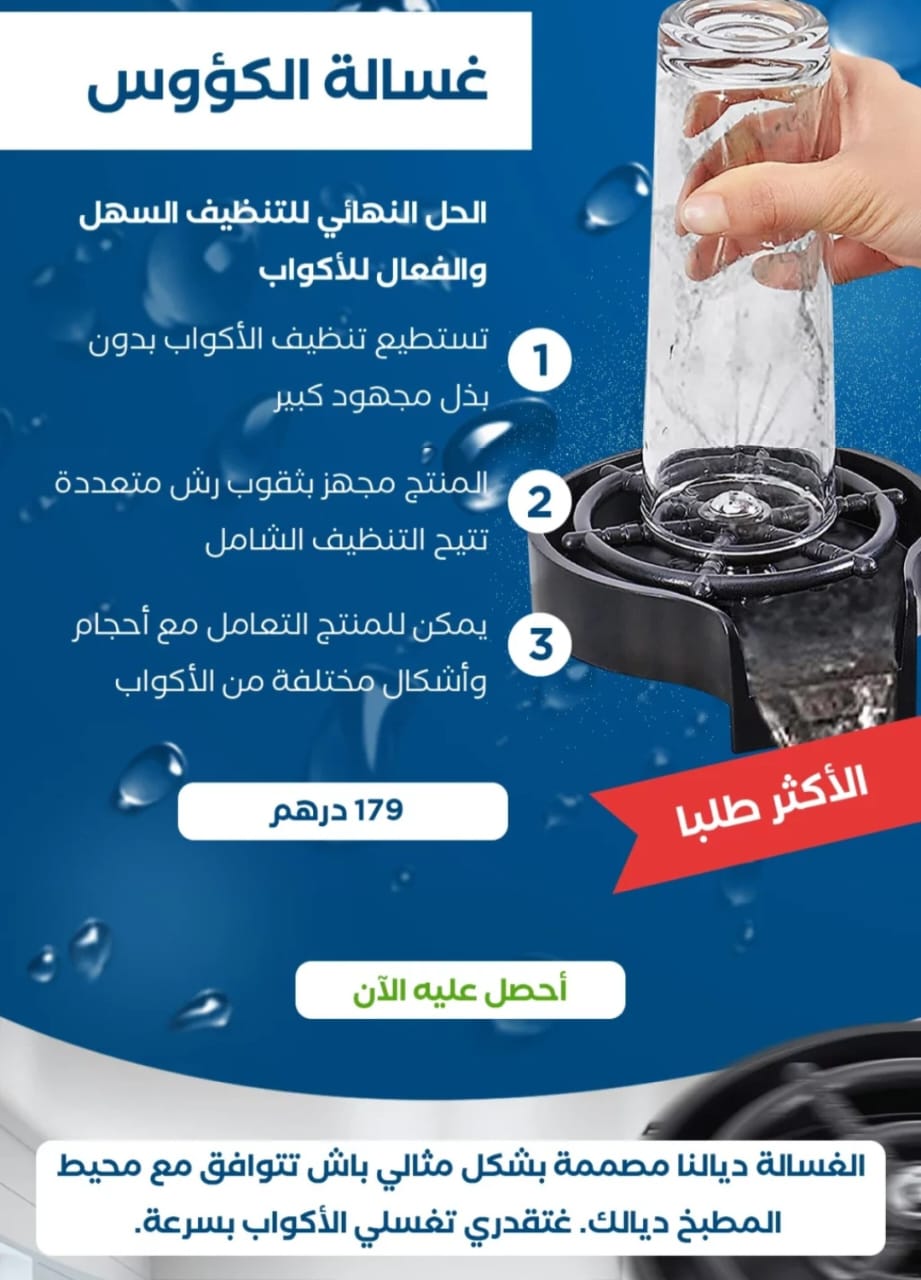 غسالة الكؤوس
الحل النهائي للتنظيف السهل
والفعال للأكواب
1 تستطيع تنظيف الأكواب بدون
بذل مجهود كبير
2 المنتج مجهز بثقوب رش متعددة
تتيح التنظيف الشامل
3 يمكن للمنتج التعامل مع أحجام
وأشكال مختلفة من الأكواب
179 درهم
الأكثر طلبا
أحصل عليه الآن
الغسالة ديالنا مصممة بشكل مثالي باش تتوافق مع محيط
المطبخ ديالك. غتقدري تغسلي الأكواب بسرعة.